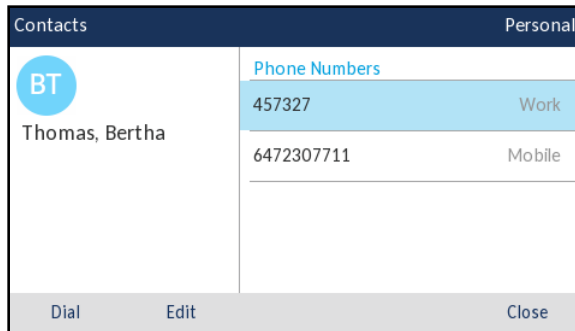 Contacts Personal
BT
Thomas, Bertha
Phone Numbers
457327 Work
6472307711 Mobile
Dial Edit Close